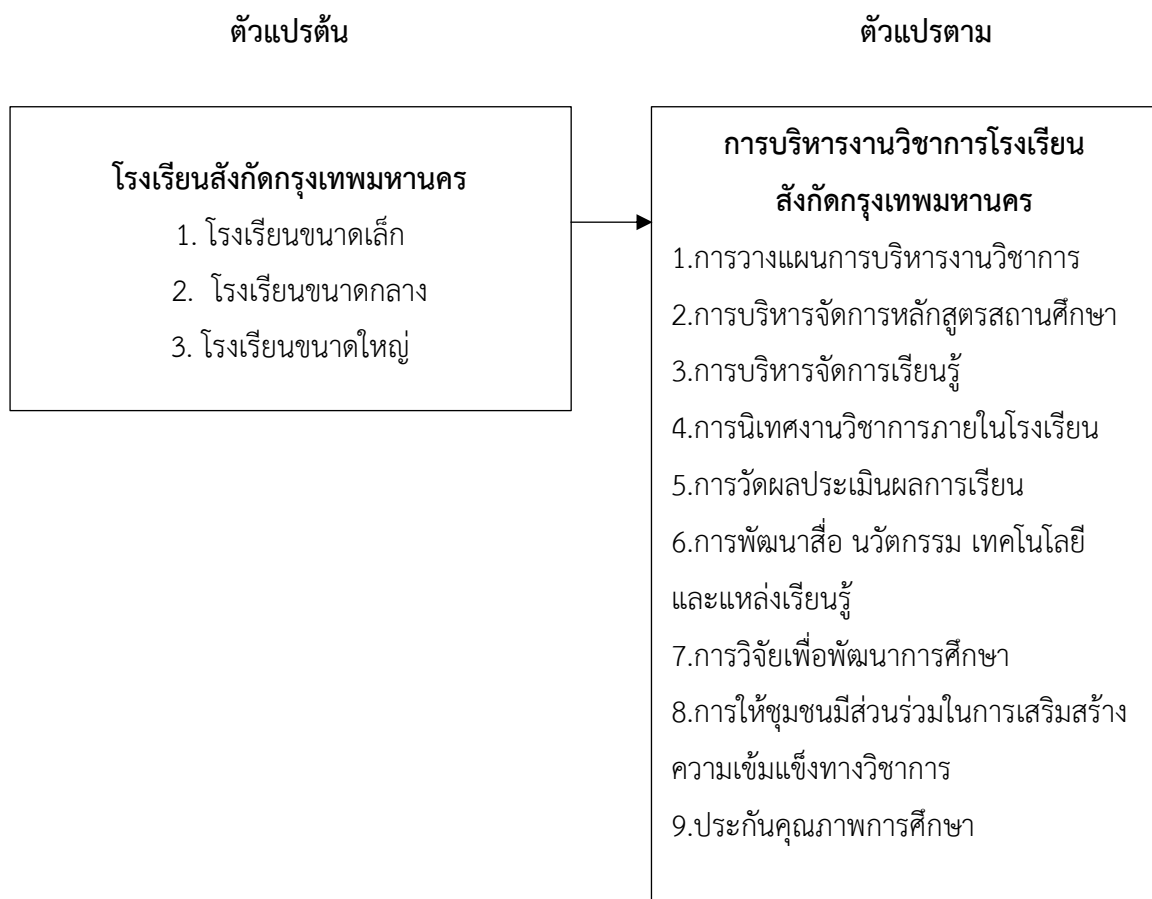 ตัวแปรต้น
ตัวแปรตาม
โรงเรียนสังกัดกรุงเทพมหานคร
1. โรงเรียนขนาดเล็ก
2. โรงเรียนขนาดกลาง
3. โรงเรียนขนาดใหญ่
การบริหารงานวิชาการโรงเรียน
สังกัดกรุงเทพมหานคร
1.การวางแผนการบริหารงานวิชาการ
2.การบริหารจัดการหลักสูตรสถานศึกษา
3.การบริหารจัดการเรียนรู้
4.การนิเทศงานวิชาการภายในโรงเรียน
5.การวัดผลประเมินผลการเรียน
6.การพัฒนาสื่อ นวัตกรรม เทคโนโลยี
และแหล่งเรียนรู้
7.การวิจัยเพื่อพัฒนาการศึกษา
8.การให้ชุมชนมีส่วนร่วมในการเสริมสร้าง
ความเข้มแข็งทางวิชาการ
9.ประกันคุณภาพการศึกษา